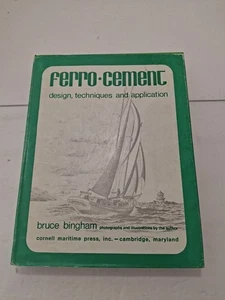 ferro·cement
design, techniques and application
bruce bingham photographs and illustrations by the author
cornell maritime press, inc.—cambridge, maryland